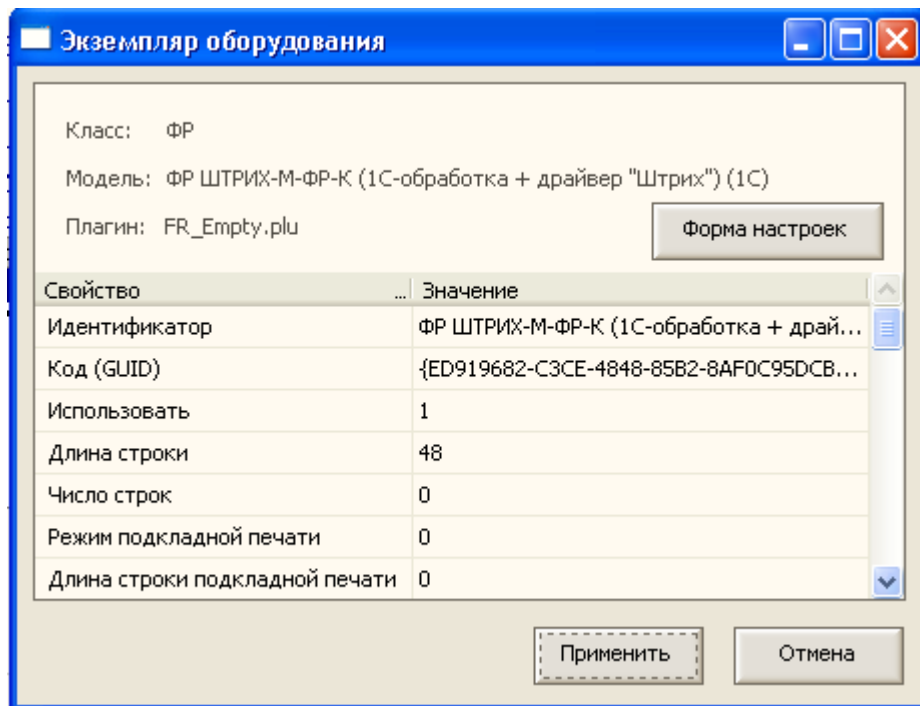 Экземпляр оборудования
Класс: ФР
Модель: ФР ШТРИХ-М-ФР-К (1С-обработка + драйвер "Штрих") (1С)
Плагин: FR_Empty.plu
Форма настроек
Свойство ... Значение
Идентификатор ФР ШТРИХ-М-ФР-К (1С-обработка + драй...
Код (GUID) {ED919682-C3CE-4848-85B2-8AF0C95DCB...
Использовать 1
Длина строки 48
Число строк 0
Режим подкладной печати 0
Длина строки подкладной печати 0
Применить Отмена